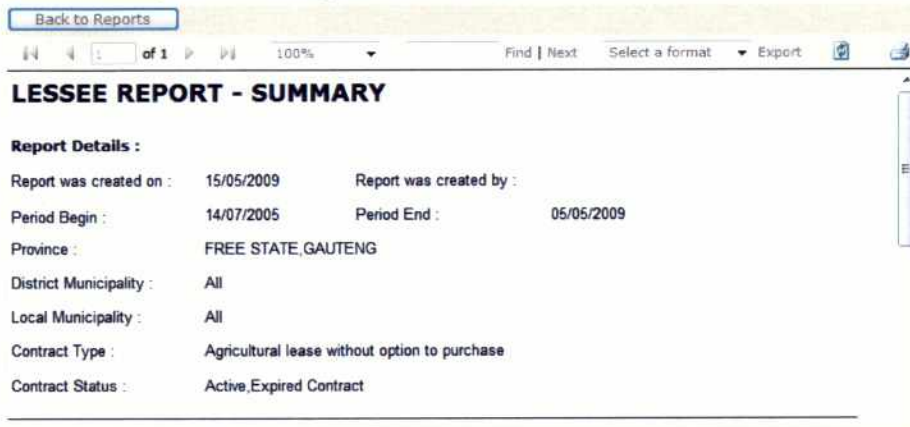 Back to Reports
1 of 1 100% Find | Next Select a format Export
LESSEE REPORT - SUMMARY
Report Details :
Report was created on : 15/05/2009 Report was created by :
Period Begin : 14/07/2005 Period End : 05/05/2009
Province : FREE STATE,GAUTENG
District Municipality : All
Local Municipality : All
Contract Type : Agricultural lease without option to purchase
Contract Status : Active,Expired Contract